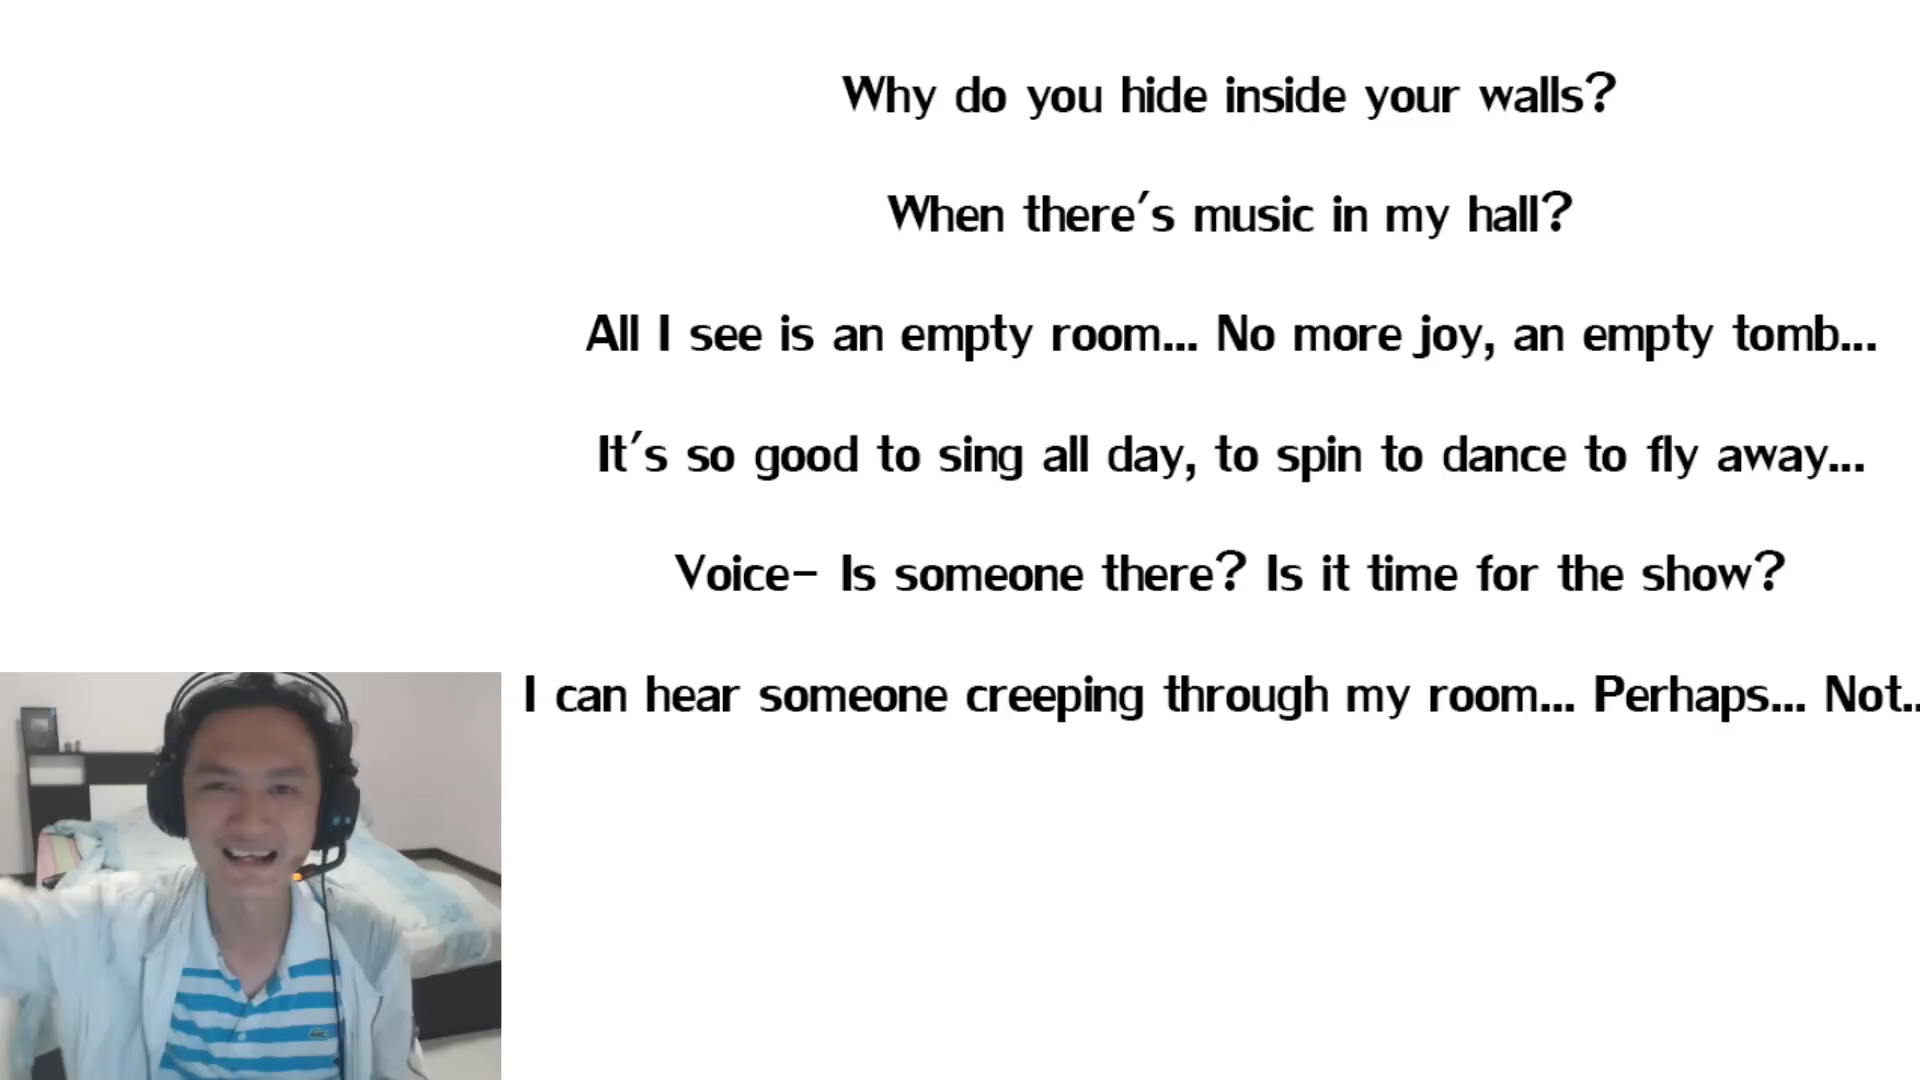 Why do you hide inside your walls?
When there's music in my hall?
All I see is an empty room... No more joy, an empty tomb...
It's so good to sing all day, to spin to dance to fly away...
Voice- Is someone there? Is it time for the show?
I can hear someone creeping through my room... Perhaps... Not..